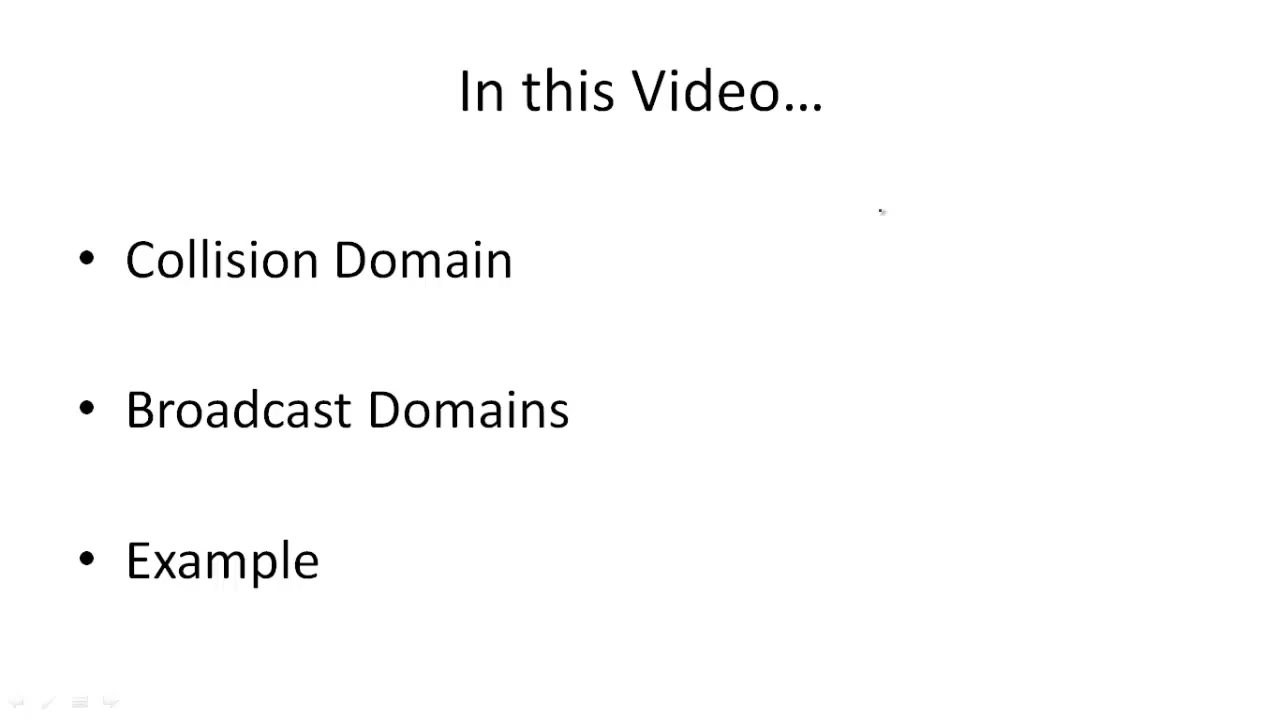 In this Video...
• Collision Domain
• Broadcast Domains
• Example